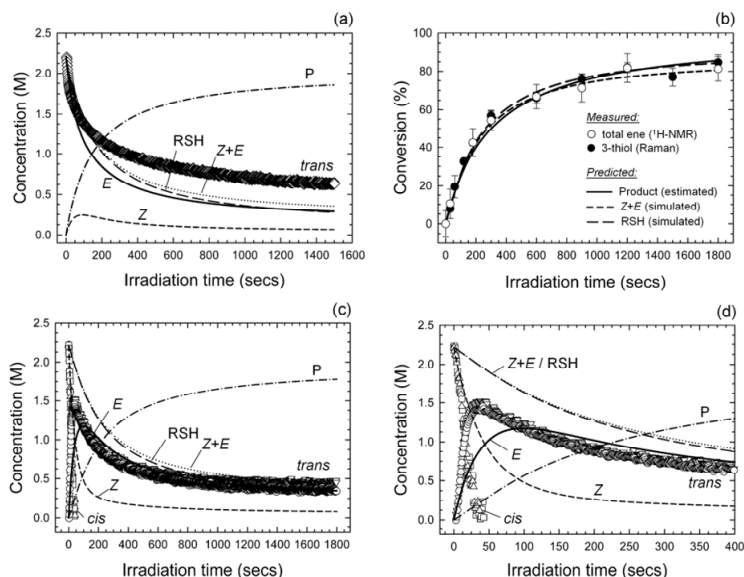 (a)
2.5
2.0
1.5
1.0
0.5
0.0
Concentration (M)
P
RSH
Z+E
trans
E
Z
0 200 400 600 800 1000 1200 1400 1600
Irradiation time (secs)
(b)
100
80
60
40
20
0
Conversion (%)
Measured:
total ene (¹H-NMR)
3-thiol (Raman)
Predicted:
Product (estimated)
Z+E (simulated)
RSH (simulated)
0 200 400 600 800 1000 1200 1400 1600 1800
Irradiation time (secs)
(c)
2.5
2.0
1.5
1.0
0.5
0.0
Concentration (M)
P
E
RSH
Z+E
trans
Z
cis
0 200 400 600 800 1000 1200 1400 1600 1800
Irradiation time (secs)
(d)
2.5
2.0
1.5
1.0
0.5
0.0
Concentration (M)
Z+E / RSH
P
E
trans
Z
cis
0 50 100 150 200 250 300 350 400
Irradiation time (secs)